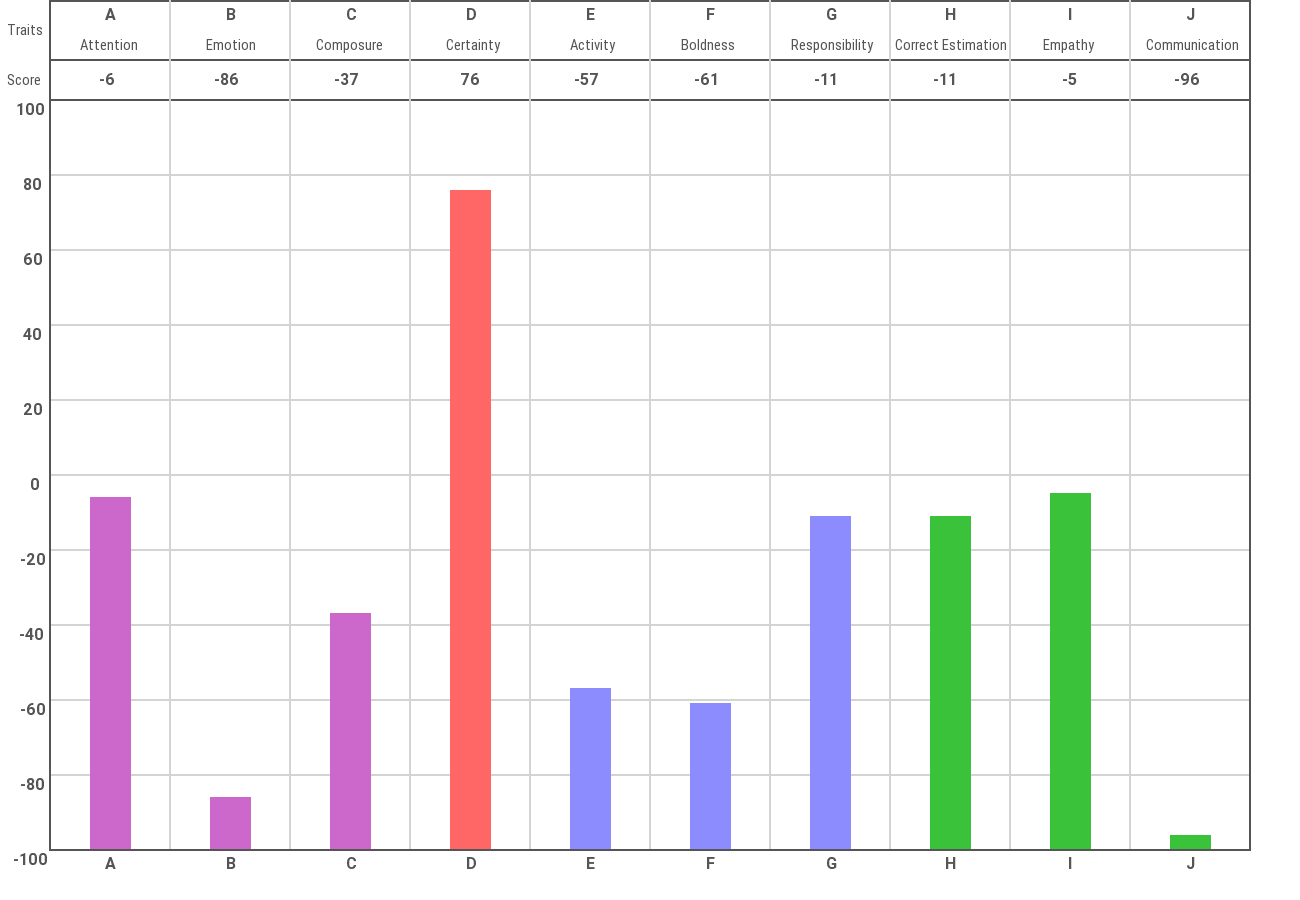 A B C D E F G H I J
Traits Attention Emotion Composure Certainty Activity Boldness Responsibility Correct Estimation Empathy Communication
Score -6 -86 -37 76 -57 -61 -11 -11 -5 -96
100
80
60
40
20
0
-20
-40
-60
-80
-100
A B C D E F G H I J